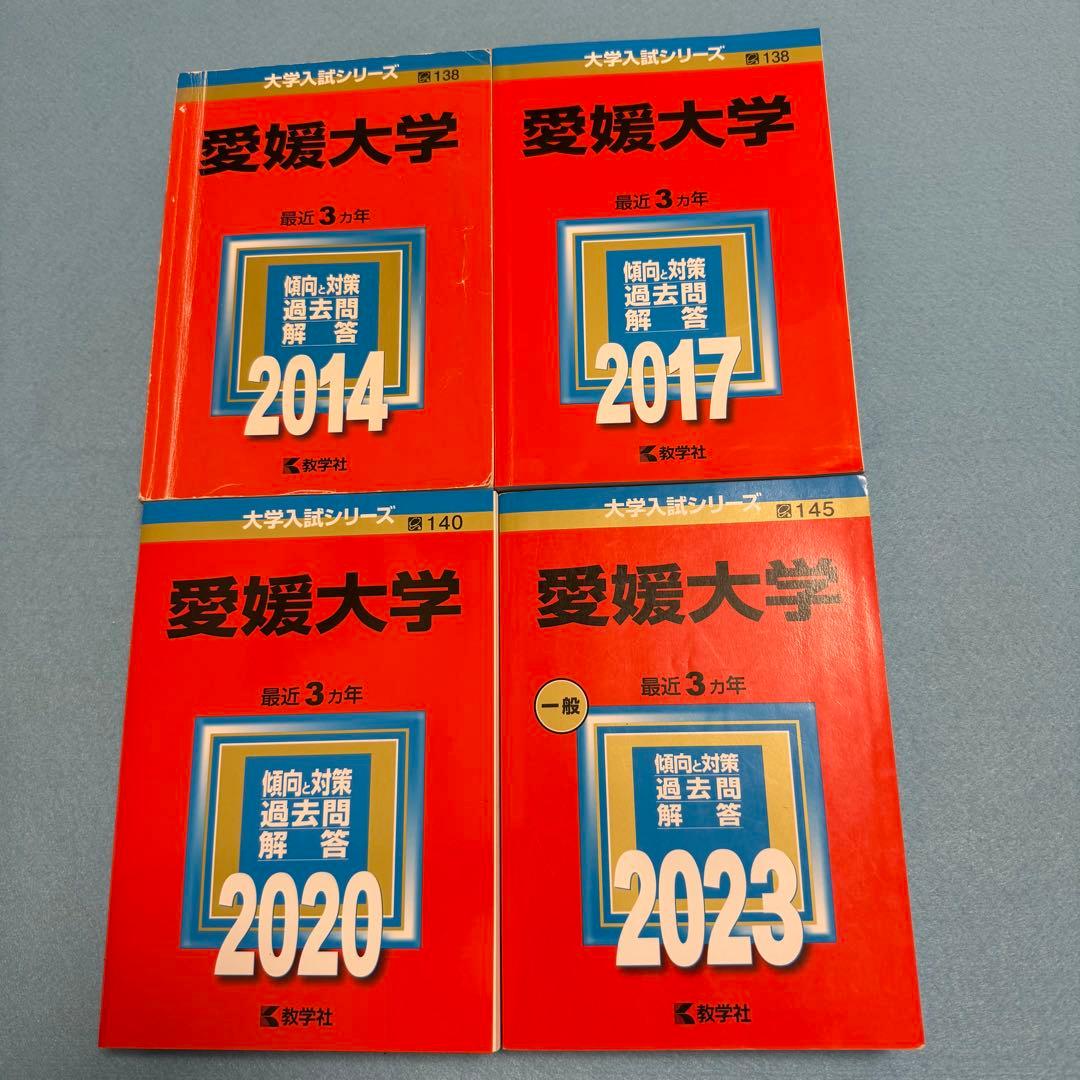 大学入試シリーズ 138
愛媛大学
最近3カ年
傾向と対策
過去問
解答
2014
教学社
大学入試シリーズ 138
愛媛大学
最近3カ年
傾向と対策
過去問
解答
2017
教学社
大学入試シリーズ 140
愛媛大学
最近3カ年
傾向と対策
過去問
解答
2020
教学社
大学入試シリーズ 145
愛媛大学
最近3カ年
一般
傾向と対策
過去問
解答
2023
教学社